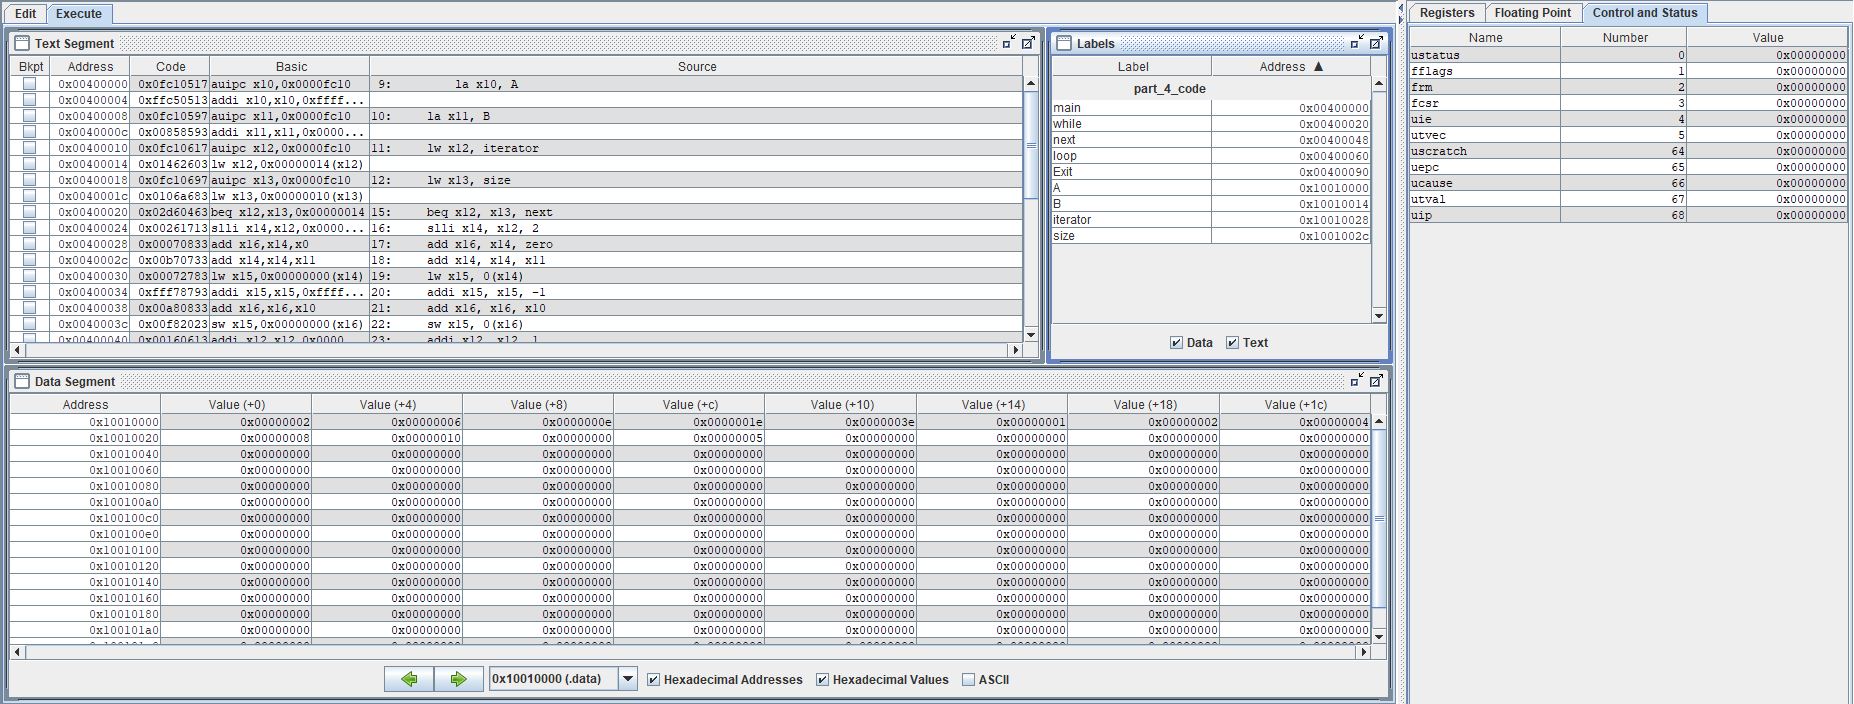 Edit Execute
Text Segment
Bkpt Address Code Basic Source
0x00400000 0x0fc10517 auipc x10,0x0000fc10 9: la x10, A
0x00400004 0xffc50513 addi x10,x10,0xffff...
0x00400008 0x0fc10597 auipc x11,0x0000fc10 10: la x11, B
0x0040000c 0x00858593 addi x11,x11,0x0000...
0x00400010 0x0fc10617 auipc x12,0x0000fc10 11: lw x12, iterator
0x00400014 0x01462603 lw x12,0x00000014(x12)
0x00400018 0x0fc10697 auipc x13,0x0000fc10 12: lw x13, size
0x0040001c 0x0106a683 lw x13,0x00000010(x13)
0x00400020 0x02d60463 beq x12,x13,0x00000014 15: beq x12, x13, next
0x00400024 0x00261713 slli x14,x12,0x0000... 16: slli x14, x12, 2
0x00400028 0x00070833 add x16,x14,x0 17: add x16, x14, zero
0x0040002c 0x00b70733 add x14,x14,x11 18: add x14, x14, x11
0x00400030 0x00072783 lw x15,0x00000000(x14) 19: lw x15, 0(x14)
0x00400034 0xfff78793 addi x15,x15,0xffff... 20: addi x15, x15, -1
0x00400038 0x00a80833 add x16,x16,x10 21: add x16, x16, x10
0x0040003c 0x00f82023 sw x15,0x00000000(x16) 22: sw x15, 0(x16)
0x00400040 0x00160613 addi x12,x12,0x0000... 23: addi x12, x12, 1
Labels
Label Address ▲
part_4_code
main 0x00400000
while 0x00400020
next 0x00400048
loop 0x00400060
Exit 0x00400090
A 0x10010000
B 0x10010014
iterator 0x10010028
size 0x1001002c
Data Text
Data Segment
Address Value (+0) Value (+4) Value (+8) Value (+c) Value (+10) Value (+14) Value (+18) Value (+1c)
0x10010000 0x00000002 0x00000006 0x0000000e 0x0000001e 0x0000003e 0x00000001 0x00000002 0x00000004
0x10010020 0x00000008 0x00000010 0x00000000 0x00000005 0x00000000 0x00000000 0x00000000 0x00000000
0x10010040 0x00000000 0x00000000 0x00000000 0x00000000 0x00000000 0x00000000 0x00000000 0x00000000
0x10010060 0x00000000 0x00000000 0x00000000 0x00000000 0x00000000 0x00000000 0x00000000 0x00000000
0x10010080 0x00000000 0x00000000 0x00000000 0x00000000 0x00000000 0x00000000 0x00000000 0x00000000
0x100100a0 0x00000000 0x00000000 0x00000000 0x00000000 0x00000000 0x00000000 0x00000000 0x00000000
0x100100c0 0x00000000 0x00000000 0x00000000 0x00000000 0x00000000 0x00000000 0x00000000 0x00000000
0x100100e0 0x00000000 0x00000000 0x00000000 0x00000000 0x00000000 0x00000000 0x00000000 0x00000000
0x10010100 0x00000000 0x00000000 0x00000000 0x00000000 0x00000000 0x00000000 0x00000000 0x00000000
0x10010120 0x00000000 0x00000000 0x00000000 0x00000000 0x00000000 0x00000000 0x00000000 0x00000000
0x10010140 0x00000000 0x00000000 0x00000000 0x00000000 0x00000000 0x00000000 0x00000000 0x00000000
0x10010160 0x00000000 0x00000000 0x00000000 0x00000000 0x00000000 0x00000000 0x00000000 0x00000000
0x10010180 0x00000000 0x00000000 0x00000000 0x00000000 0x00000000 0x00000000 0x00000000 0x00000000
0x100101a0 0x00000000 0x00000000 0x00000000 0x00000000 0x00000000 0x00000000 0x00000000 0x00000000
0x10010000 (.data) Hexadecimal Addresses Hexadecimal Values ASCII
Registers Floating Point Control and Status
Name Number Value
ustatus 0 0x00000000
fflags 1 0x00000000
frm 2 0x00000000
fcsr 3 0x00000000
uie 4 0x00000000
utvec 5 0x00000000
uscratch 64 0x00000000
uepc 65 0x00000000
ucause 66 0x00000000
utval 67 0x00000000
uip 68 0x00000000